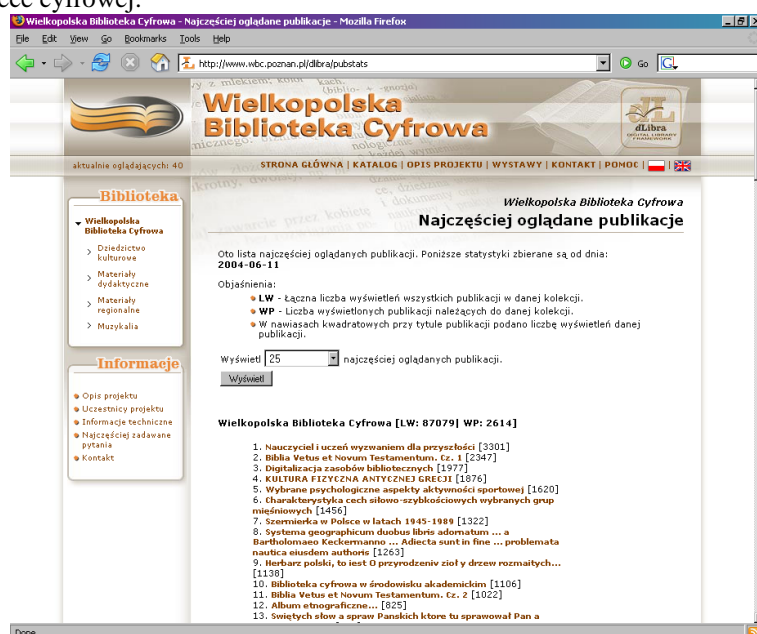 cyfrowej.
Wielkopolska Biblioteka Cyfrowa - Najczęściej oglądane publikacje - Mozilla Firefox
File Edit View Go Bookmarks Tools Help
http://www.wbc.poznan.pl/dlibra/pubstats
Go
Wielkopolska
Biblioteka Cyfrowa
dLibra
DIGITAL LIBRARY
FRAMEWORK
aktualnie oglądających: 40
STRONA GŁÓWNA | KATALOG | OPIS PROJEKTU | WYSTAWY | KONTAKT | POMOC |
Biblioteka
Wielkopolska
Biblioteka Cyfrowa
Dziedzictwo
kulturowe
Materiały
dydaktyczne
Materiały
regionalne
Muzykalia
Informacje
Opis projektu
Uczestnicy projektu
Informacje techniczne
Najczęściej zadawane
pytania
Kontakt
Wielkopolska Biblioteka Cyfrowa
Najczęściej oglądane publikacje
Oto lista najczęściej oglądanych publikacji. Poniższe statystyki zbierane są od dnia:
2004-06-11
Objaśnienia:
LW - Łączna liczba wyświetleń wszystkich publikacji w danej kolekcji.
WP - Liczba wyświetlonych publikacji należących do danej kolekcji.
W nawiasach kwadratowych przy tytule publikacji podano liczbę wyświetleń danej
publikacji.
Wyświetl 25 najczęściej oglądanych publikacji.
Wyświetl
Wielkopolska Biblioteka Cyfrowa [LW: 87079| WP: 2614]
1. Nauczyciel i uczeń wyzwaniem dla przyszłości [3301]
2. Biblia Vetus et Novum Testamentum. Cz. 1 [2347]
3. Digitalizacja zasobów bibliotecznych [1977]
4. KULTURA FIZYCZNA ANTYCZNEJ GRECJI [1876]
5. Wybrane psychologiczne aspekty aktywności sportowej [1620]
6. Charakterystyka cech siłowo-szybkościowych wybranych grup
mięśniowych [1456]
7. Szermierka w Polsce w latach 1945-1989 [1322]
8. Systema geographicum duobus libris adornatum ... a
Bartholomaeo Keckermanno ... Adiecta sunt in fine ... problemata
nautica eiusdem authoris [1263]
9. Herbarz polski, to iest O przyrodzeniv zioł y drzew rozmaitych...
[1138]
10. Biblioteka cyfrowa w środowisku akademickim [1106]
11. Biblia Vetus et Novum Testamentum. Cz. 2 [1022]
12. Album etnograficzne... [825]
13. Swiętych słow a spraw Panskich ktore tu sprawował Pan a
Done